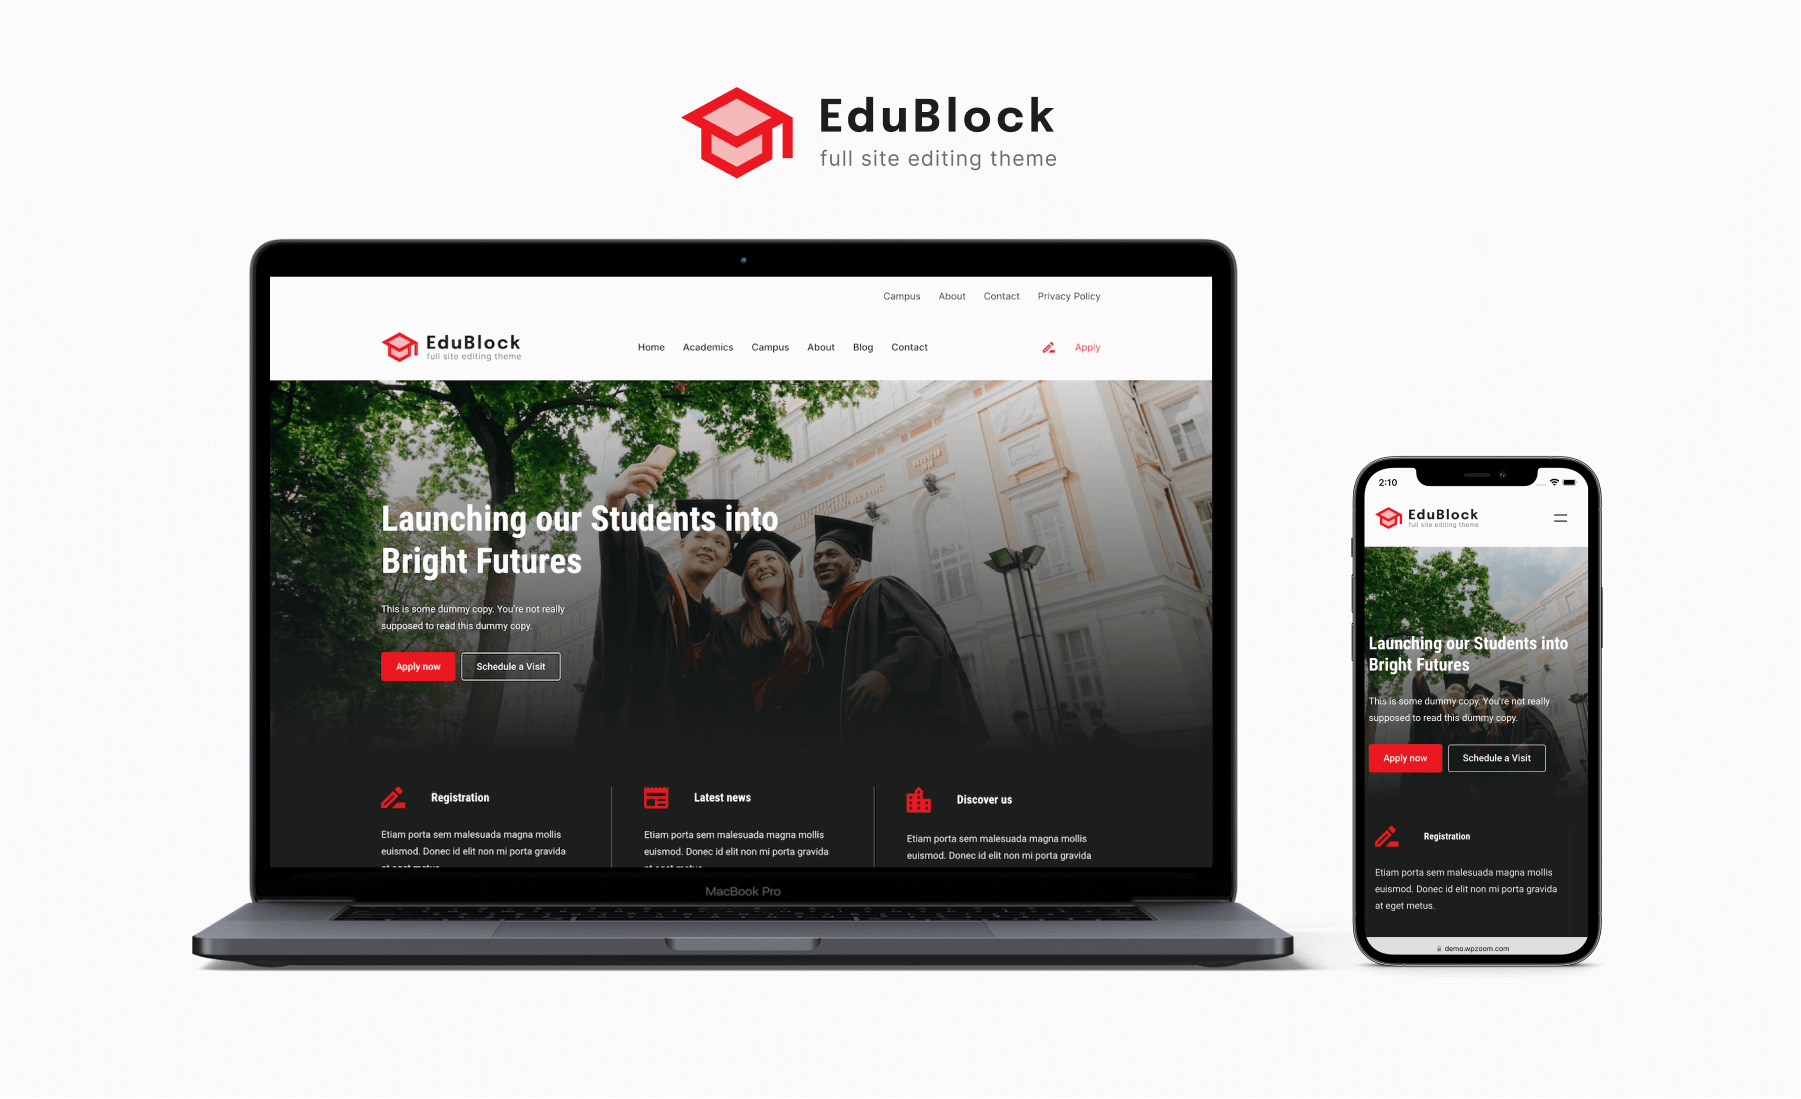 EduBlock
full site editing theme
Campus About Contact Privacy Policy
EduBlock
full site editing theme
Home Academics Campus About Blog Contact Apply
Launching our Students into
Bright Futures
This is some dummy copy. You're not really
supposed to read this dummy copy.
Apply now Schedule a Visit
Registration
Etiam porta sem malesuada magna mollis
euismod. Donec id elit non mi porta gravida
at eget metus.
Latest news
Etiam porta sem malesuada magna mollis
euismod. Donec id elit non mi porta gravida
at eget metus.
Discover us
Etiam porta sem malesuada magna mollis
euismod. Donec id elit non mi porta gravida
MacBook Pro
2:10
EduBlock
full site editing theme
Launching our Students into
Bright Futures
This is some dummy copy. You're not really
supposed to read this dummy copy.
Apply now Schedule a Visit
Registration
Etiam porta sem malesuada magna mollis
euismod. Donec id elit non mi porta gravida
at eget metus.
demo.wpzoom.com